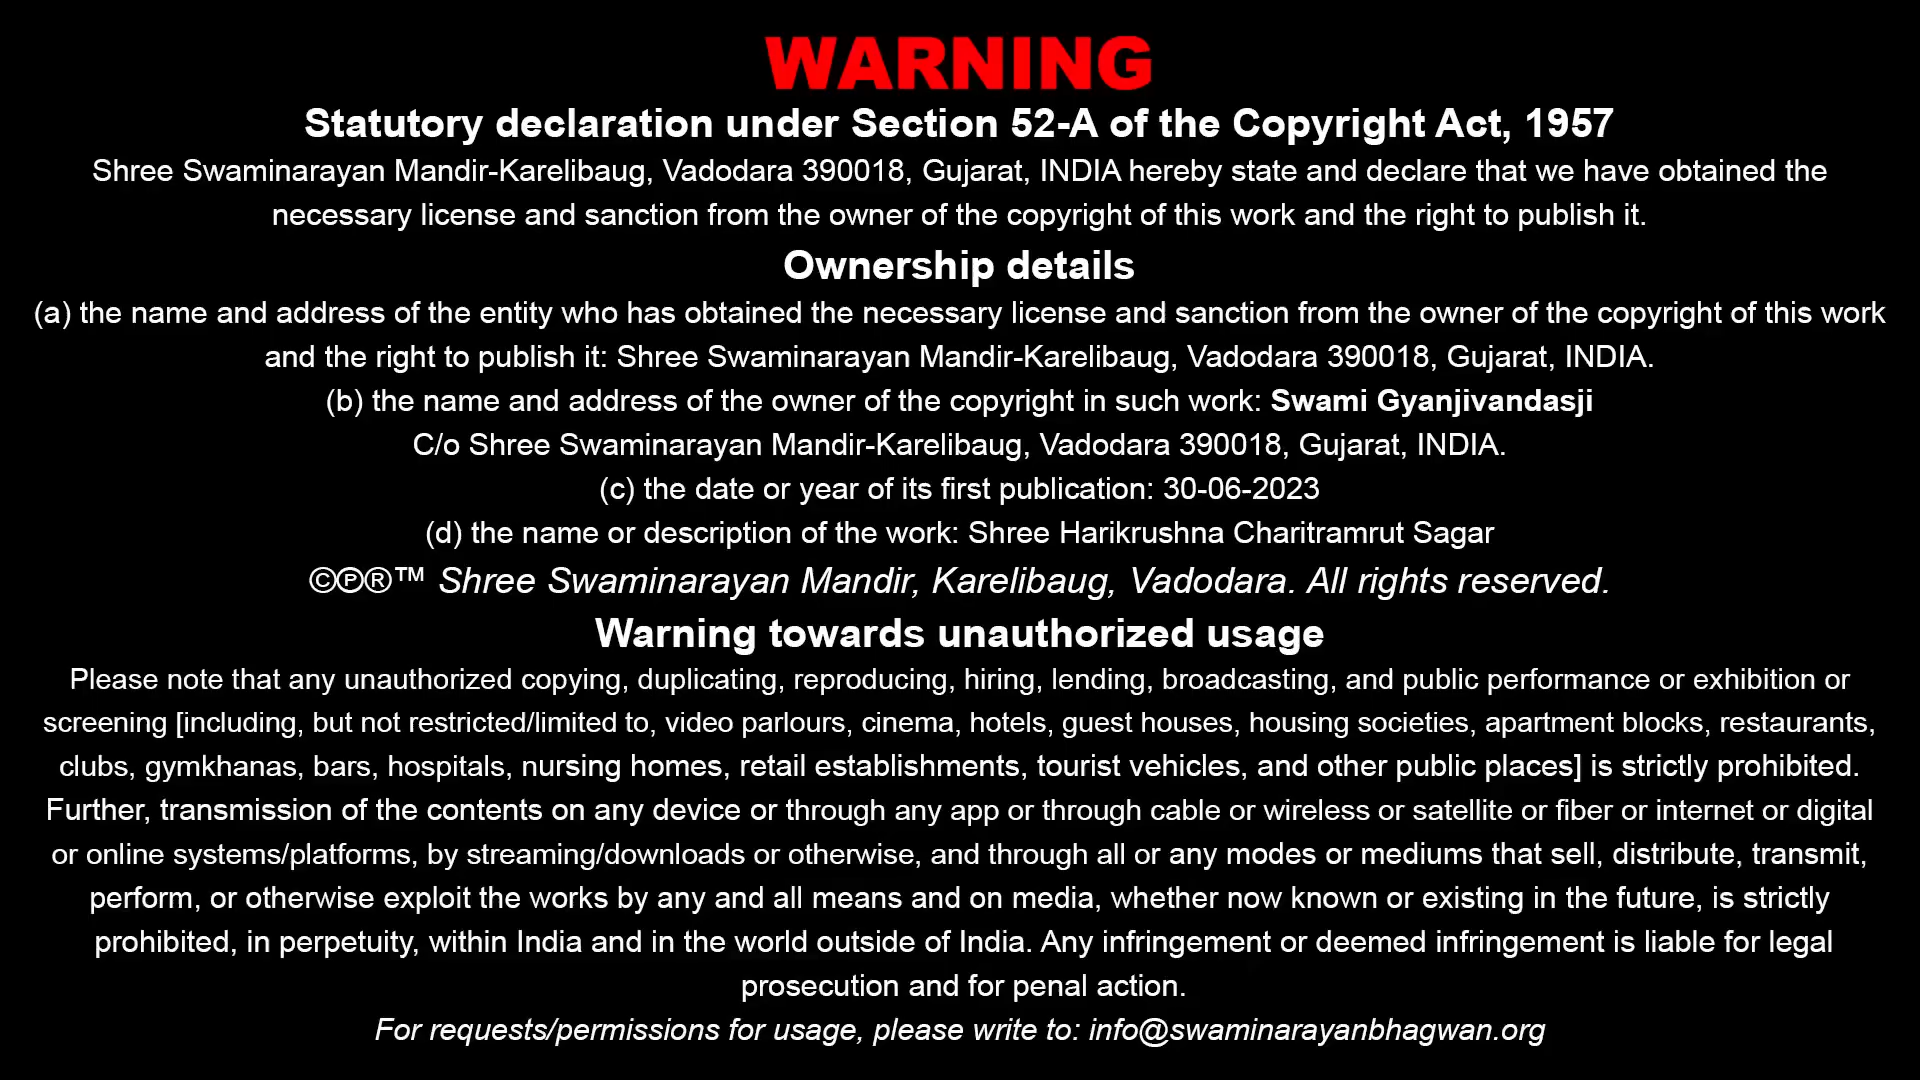 WARNING
Statutory declaration under Section 52-A of the Copyright Act, 1957
Shree Swaminarayan Mandir-Karelibaug, Vadodara 390018, Gujarat, INDIA hereby state and declare that we have obtained the
necessary license and sanction from the owner of the copyright of this work and the right to publish it.
Ownership details
(a) the name and address of the entity who has obtained the necessary license and sanction from the owner of the copyright of this work
and the right to publish it: Shree Swaminarayan Mandir-Karelibaug, Vadodara 390018, Gujarat, INDIA.
(b) the name and address of the owner of the copyright in such work: Swami Gyanjivandasji
C/o Shree Swaminarayan Mandir-Karelibaug, Vadodara 390018, Gujarat, INDIA.
(c) the date or year of its first publication: 30-06-2023
(d) the name or description of the work: Shree Harikrushna Charitramrut Sagar
©℗®™ Shree Swaminarayan Mandir, Karelibaug, Vadodara. All rights reserved.
Warning towards unauthorized usage
Please note that any unauthorized copying, duplicating, reproducing, hiring, lending, broadcasting, and public performance or exhibition or
screening [including, but not restricted/limited to, video parlours, cinema, hotels, guest houses, housing societies, apartment blocks, restaurants,
clubs, gymkhanas, bars, hospitals, nursing homes, retail establishments, tourist vehicles, and other public places] is strictly prohibited.
Further, transmission of the contents on any device or through any app or through cable or wireless or satellite or fiber or internet or digital
or online systems/platforms, by streaming/downloads or otherwise, and through all or any modes or mediums that sell, distribute, transmit,
perform, or otherwise exploit the works by any and all means and on media, whether now known or existing in the future, is strictly
prohibited, in perpetuity, within India and in the world outside of India. Any infringement or deemed infringement is liable for legal
prosecution and for penal action.
For requests/permissions for usage, please write to: info@swaminarayanbhagwan.org